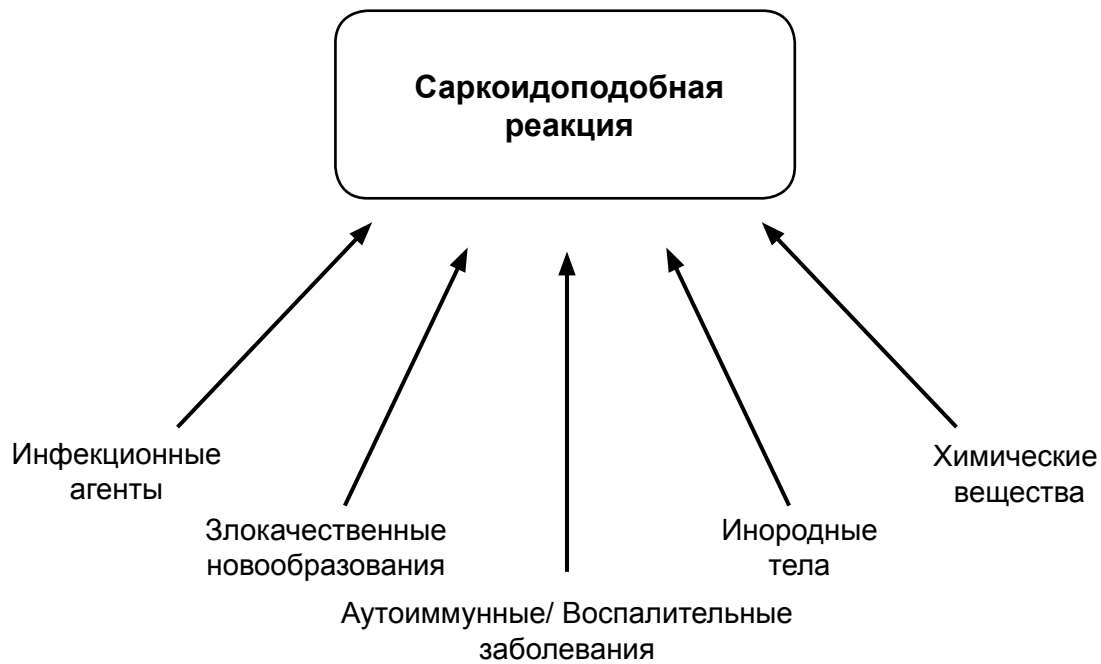 Саркоидоподобная
реакция
Инфекционные
агенты
Злокачественные
новообразования
Аутоиммунные/ Воспалительные
заболевания
Инородные
тела
Химические
вещества